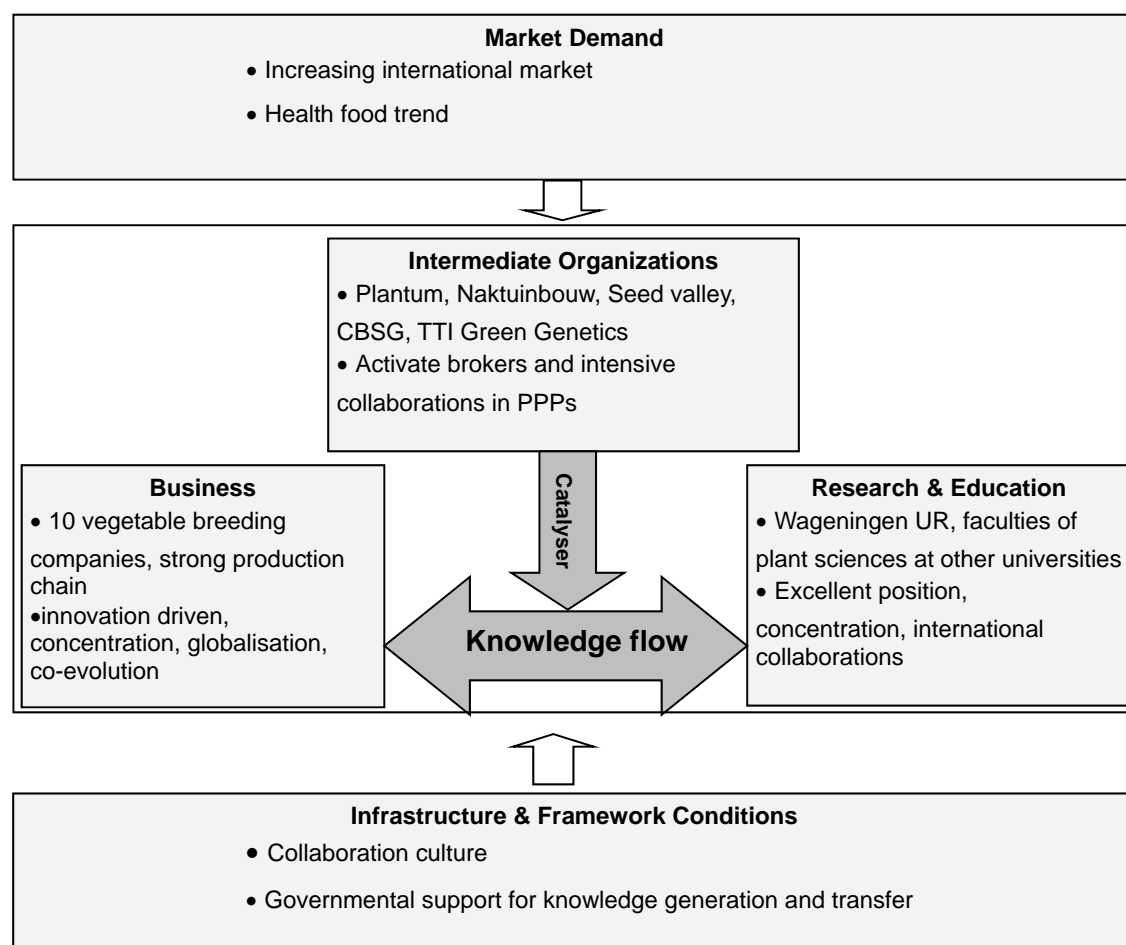 Market Demand
• Increasing international market
• Health food trend
Intermediate Organizations
• Plantum, Naktuinbouw, Seed valley,
CBSG, TTI Green Genetics
• Activate brokers and intensive
collaborations in PPPs
Catalyser
Business
• 10 vegetable breeding
companies, strong production
chain
•innovation driven,
concentration, globalisation,
co-evolution
Knowledge flow
Research & Education
• Wageningen UR, faculties of
plant sciences at other universities
• Excellent position,
concentration, international
collaborations
Infrastructure & Framework Conditions
• Collaboration culture
• Governmental support for knowledge generation and transfer